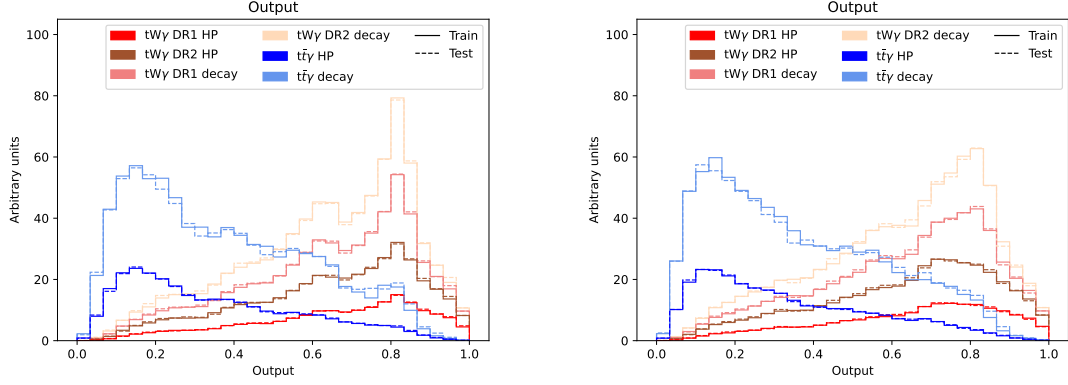 Output
100
80
60
40
20
0
Arbitrary units
tWγ DR1 HP
tWγ DR2 HP
tWγ DR1 decay
tWγ DR2 decay
tt̄γ HP
tt̄γ decay
Train
Test
0.0 0.2 0.4 0.6 0.8 1.0
Output
Output
100
80
60
40
20
0
Arbitrary units
tWγ DR1 HP
tWγ DR2 HP
tWγ DR1 decay
tWγ DR2 decay
tt̄γ HP
tt̄γ decay
Train
Test
0.0 0.2 0.4 0.6 0.8 1.0
Output